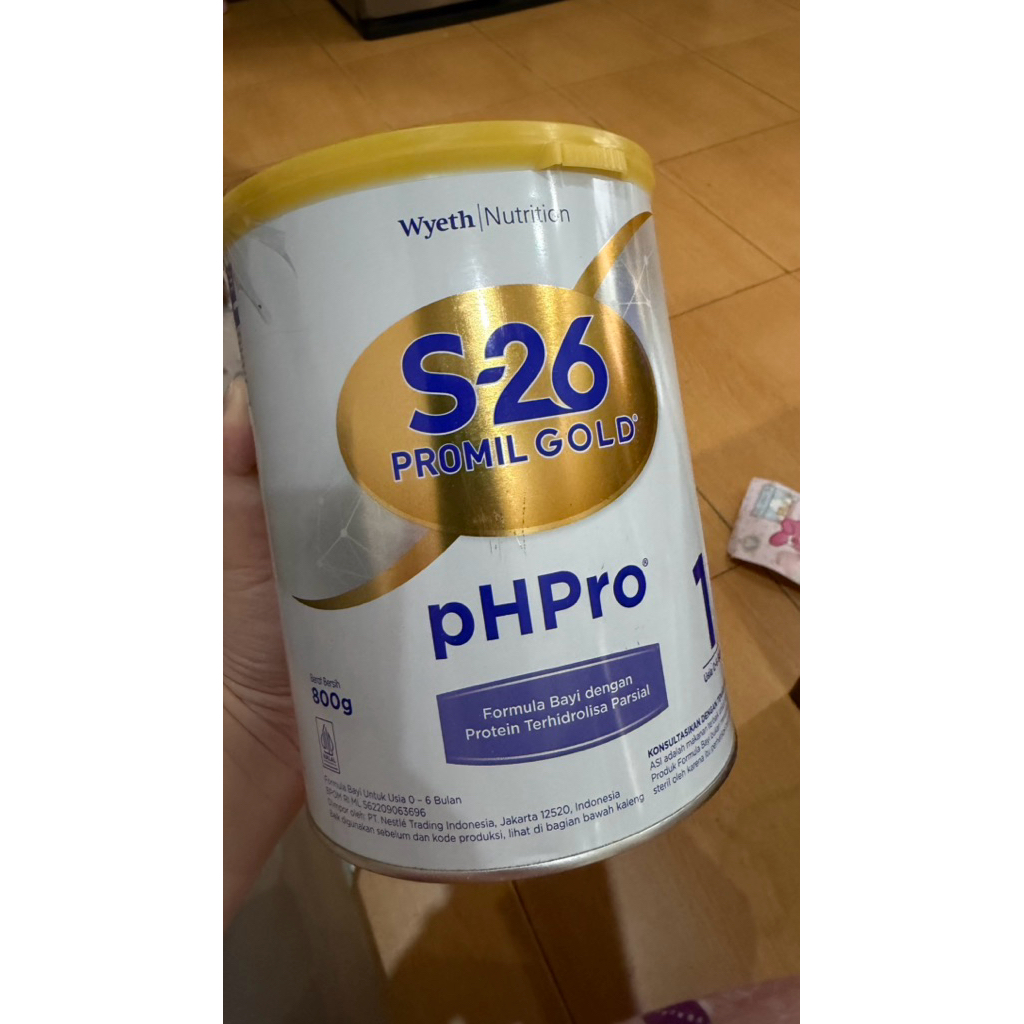 Wyeth | Nutrition
S-26
PROMIL GOLD®
pHPro®
1
Formula Bayi dengan
Protein Terhidrolisa Parsial
Berat Bersih
800g
HALAL
Formula Bayi Untuk Usia 0 - 6 Bulan
BPOM RI ML 562209063696
Diimpor oleh: PT. Nestlé Trading Indonesia, Jakarta 12520, Indonesia
Baik digunakan sebelum dan kode produksi, lihat di bagian bawah kaleng
KONSULTASIKAN DENGAN
ASI adalah makanan
Produk Formula Bayi bukan
steril oleh karena itu